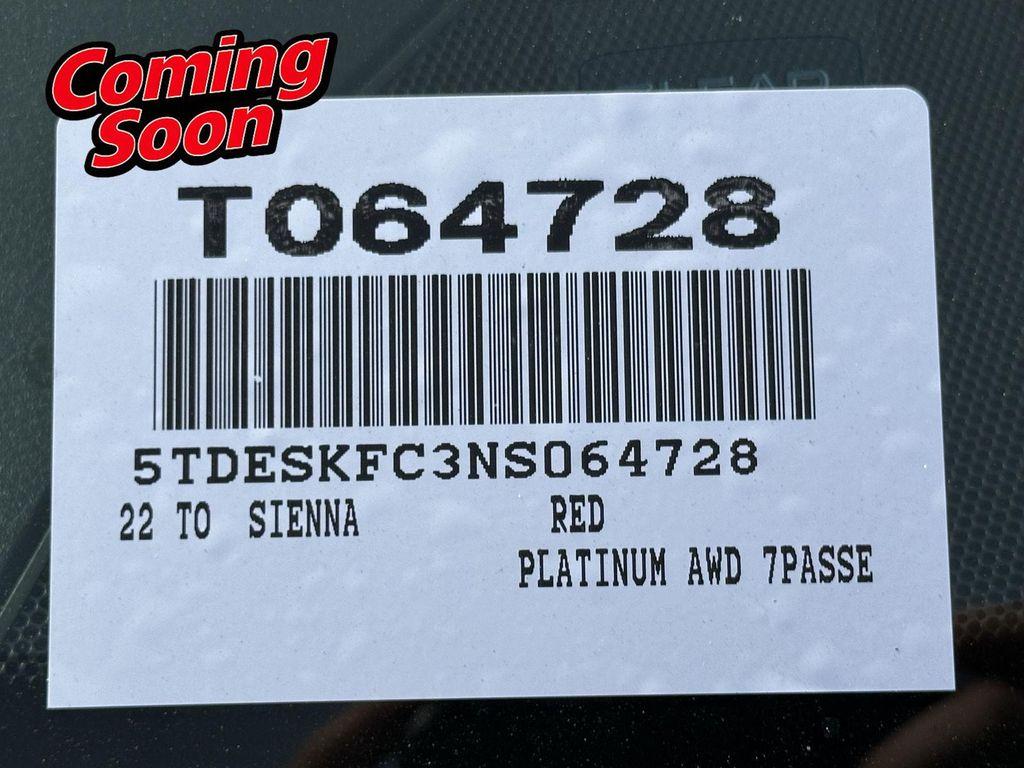 Coming
Soon
T064728
5TDESKFC3NS064728
22 TO SIENNA RED
PLATINUM AWD 7PASSE